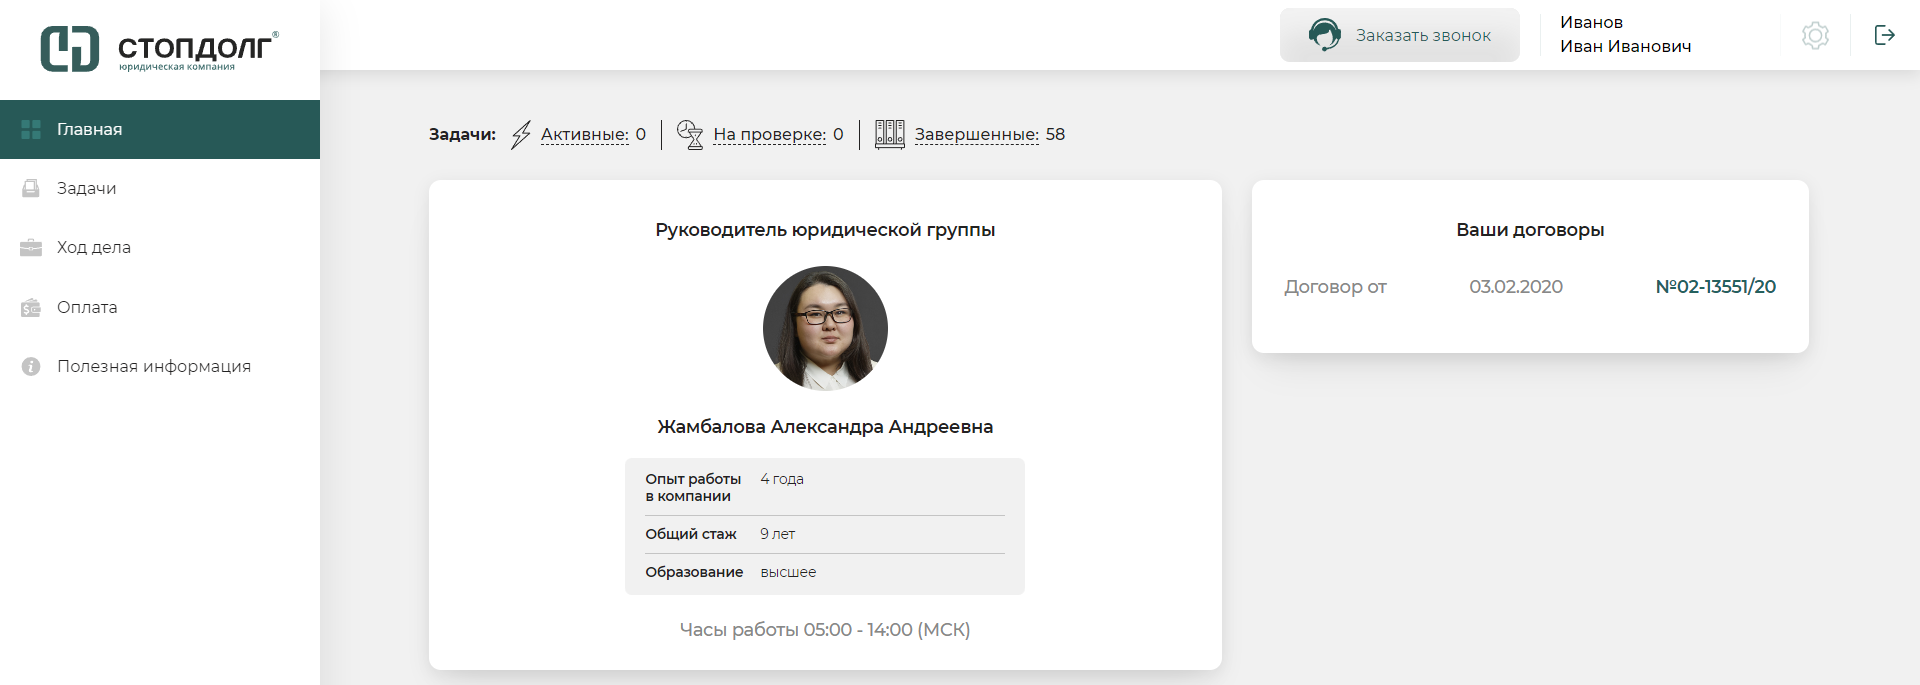 СТОПДОЛГ®
юридическая компания
Заказать звонок
Иванов
Иван Иванович
Главная
Задачи
Ход дела
Оплата
Полезная информация
Задачи: Активные: 0 На проверке: 0 Завершенные: 58
Руководитель юридической группы
Жамбалова Александра Андреевна
Опыт работы 4 года
в компании
Общий стаж 9 лет
Образование высшее
Часы работы 05:00 - 14:00 (МСК)
Ваши договоры
Договор от 03.02.2020 №02-13551/20